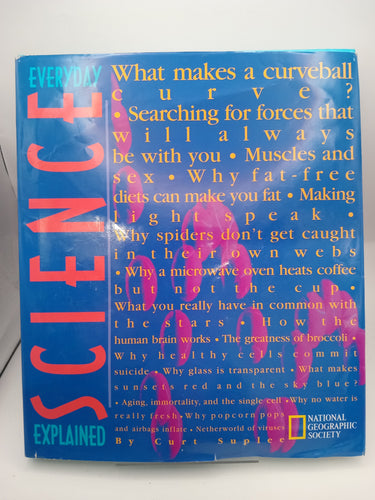 EVERYDAY
SCIENCE
EXPLAINED
What makes a curveball
curve?
• Searching for forces that
will always
be with you • Muscles and
sex • Why fat-free
diets can make you fat • Making
light speak •
Why spiders don't get caught
in their own webs
• Why a microwave oven heats coffee
but not the cup •
What you really have in common with
the stars • How the
human brain works • The greatness of broccoli •
Why healthy cells commit
suicide • Why glass is transparent • What makes
sunsets red and the sky blue?
• Aging, immortality, and the single cell • Why no water is
really fresh • Why popcorn pops
and airbags inflate • Netherworld of viruses
By Curt Suplee
NATIONAL
GEOGRAPHIC
SOCIETY